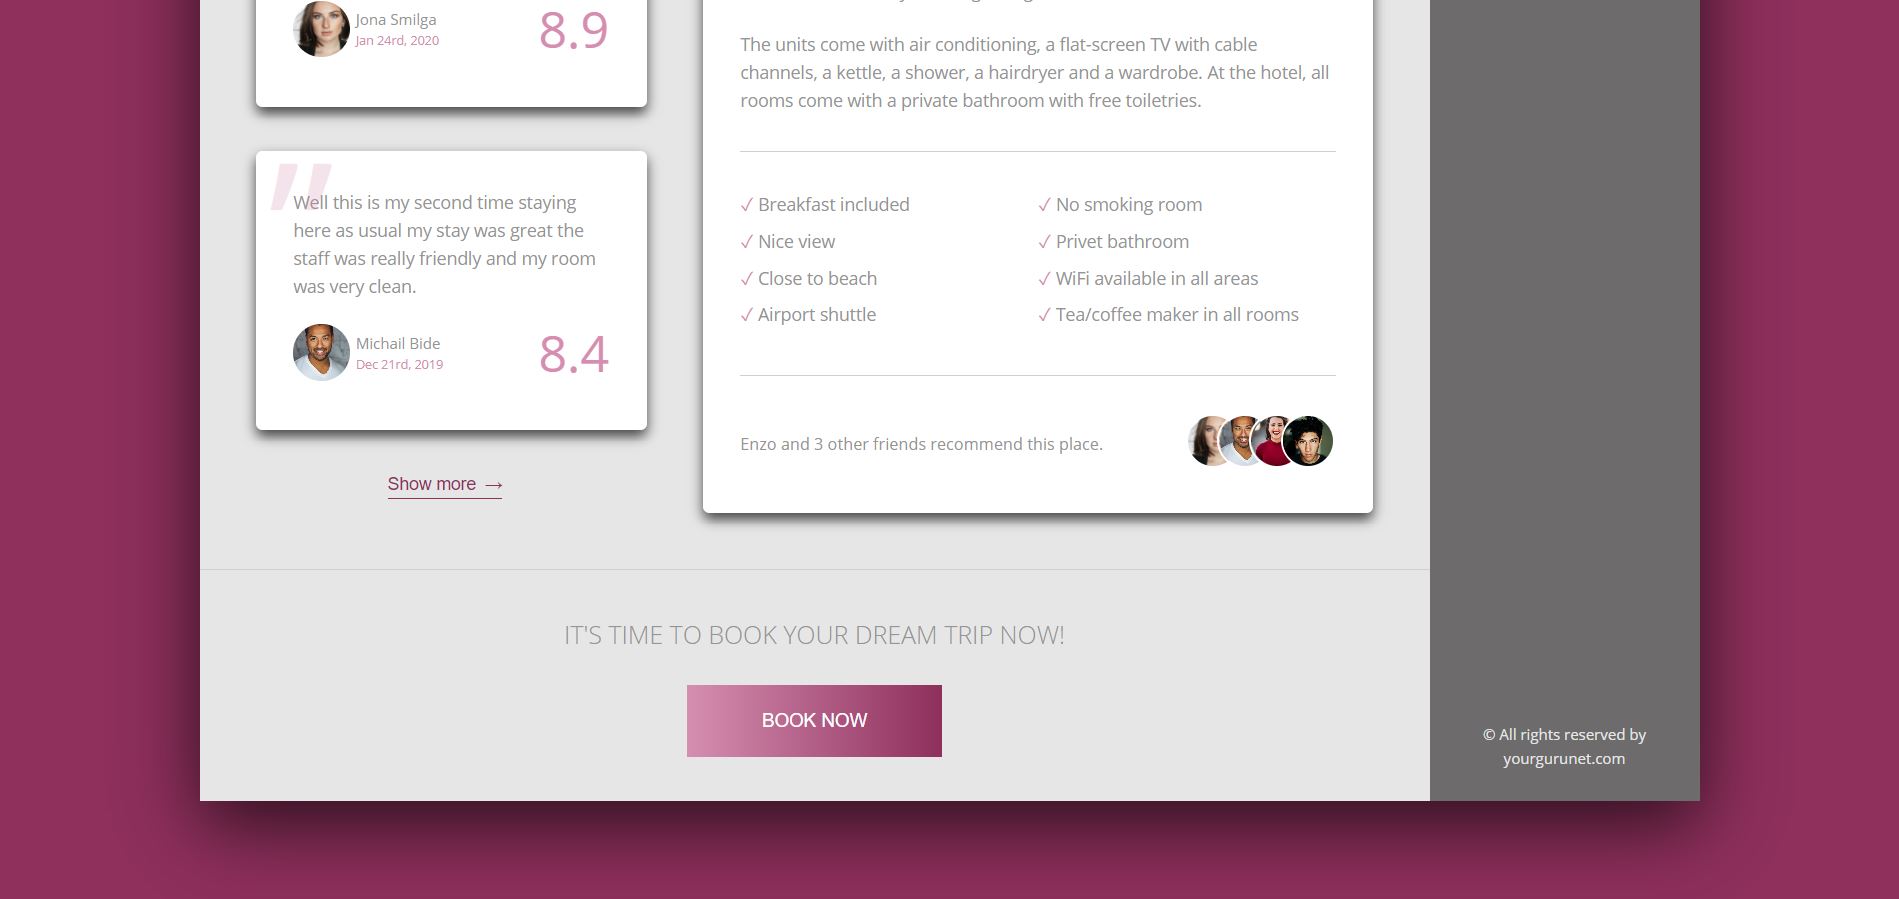 Jona Smilga
Jan 24rd, 2020
8.9
"
Well this is my second time staying
here as usual my stay was great the
staff was really friendly and my room
was very clean.
Michail Bide
Dec 21rd, 2019
8.4
Show more →
The units come with air conditioning, a flat-screen TV with cable
channels, a kettle, a shower, a hairdryer and a wardrobe. At the hotel, all
rooms come with a private bathroom with free toiletries.
✓ Breakfast included
✓ No smoking room
✓ Nice view
✓ Privet bathroom
✓ Close to beach
✓ WiFi available in all areas
✓ Airport shuttle
✓ Tea/coffee maker in all rooms
Enzo and 3 other friends recommend this place.
IT'S TIME TO BOOK YOUR DREAM TRIP NOW!
BOOK NOW
© All rights reserved by
yourgurunet.com